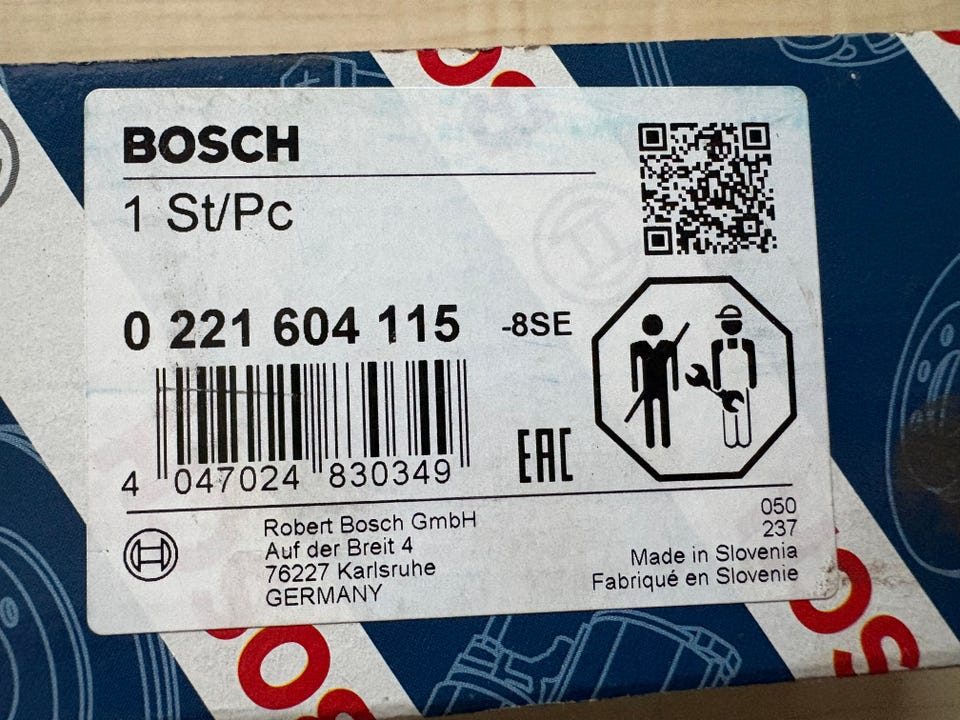 BOSCH
1 St/Pc
0 221 604 115 -8SE
4 047024 830349
EAC
Robert Bosch GmbH
Auf der Breit 4
76227 Karlsruhe
GERMANY
050
237
Made in Slovenia
Fabriqué en Slovenie